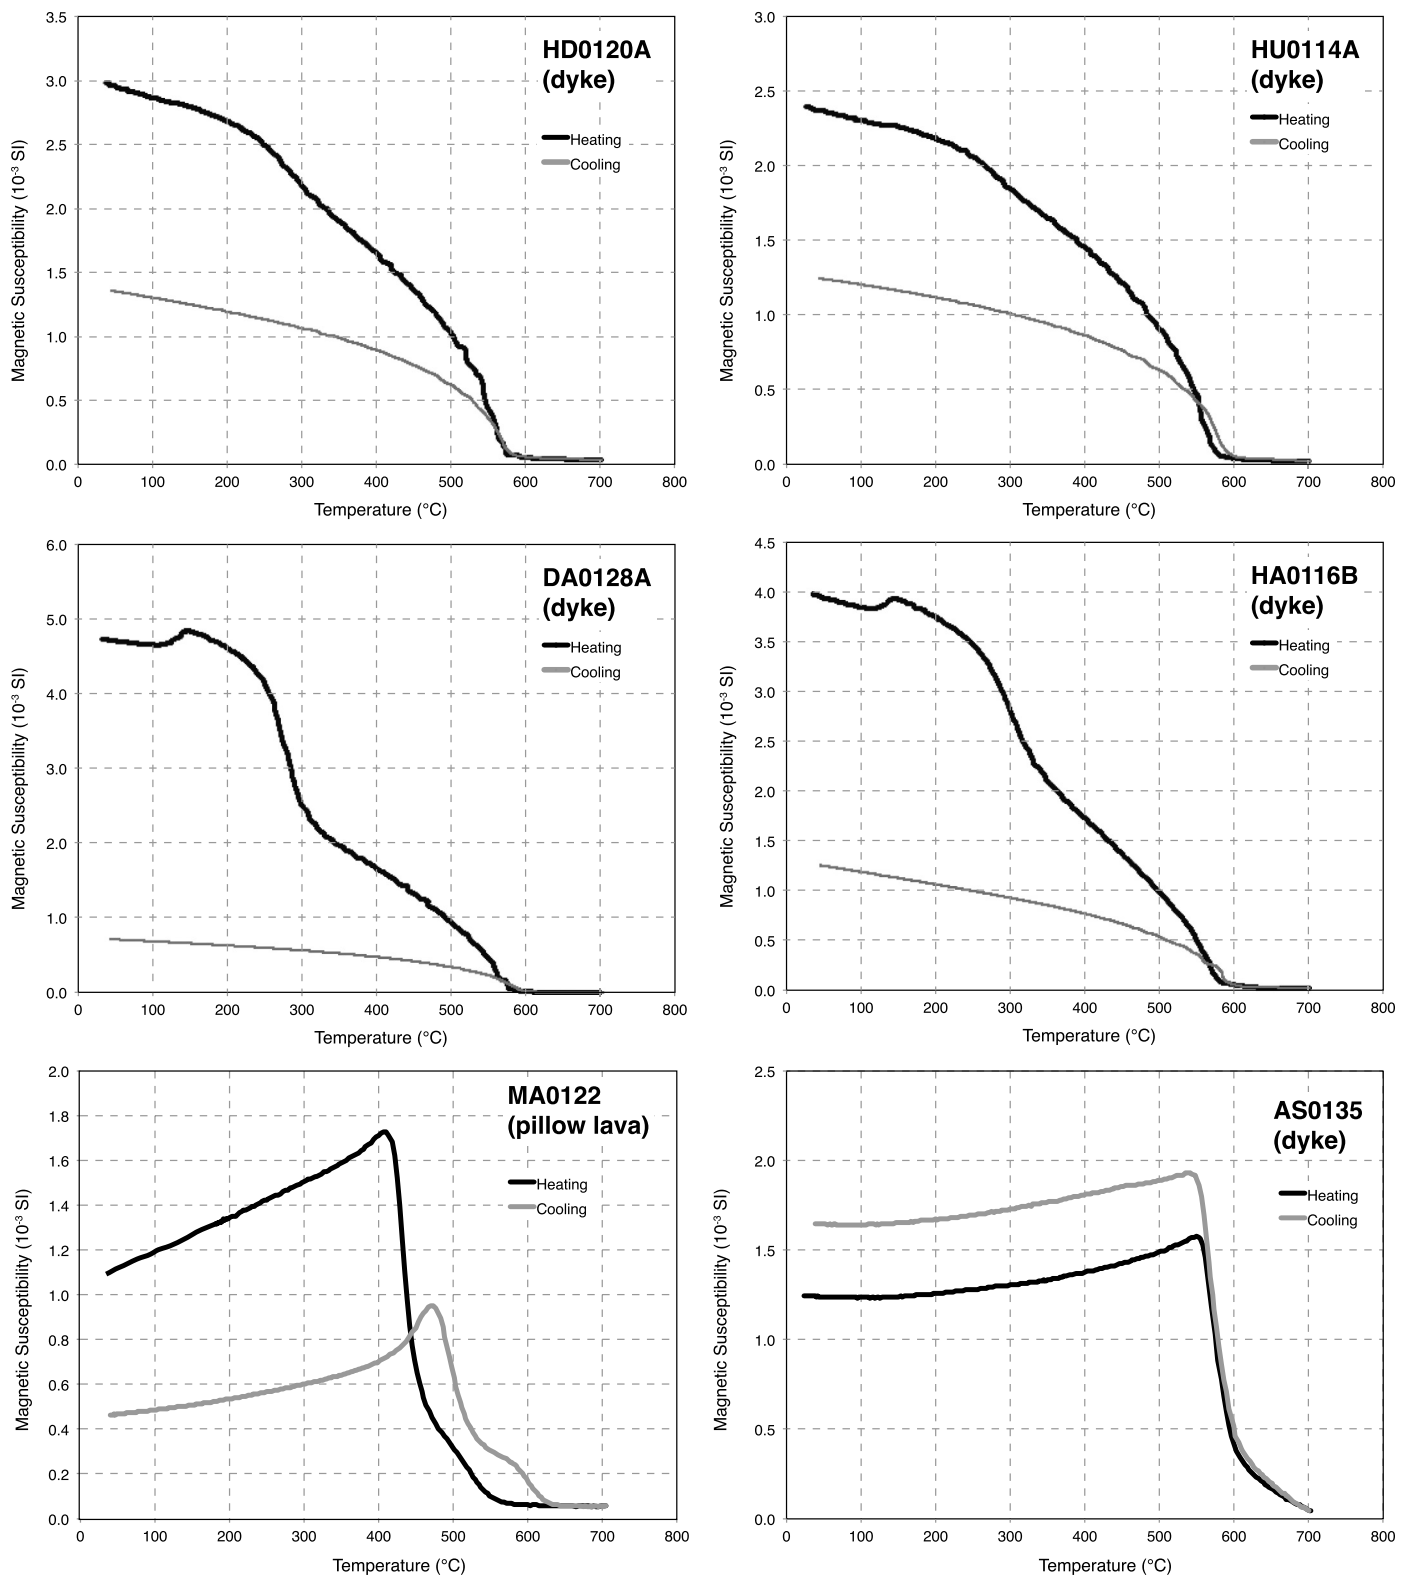 HD0120A
(dyke)
Heating
Cooling
Magnetic Susceptibility (10⁻³ SI)
3.5
3.0
2.5
2.0
1.5
1.0
0.5
0.0
0 100 200 300 400 500 600 700 800
Temperature (°C)
HU0114A
(dyke)
Heating
Cooling
Magnetic Susceptibility (10⁻³ SI)
3.0
2.5
2.0
1.5
1.0
0.5
0.0
0 100 200 300 400 500 600 700 800
Temperature (°C)
DA0128A
(dyke)
Heating
Cooling
Magnetic Susceptibility (10⁻³ SI)
6.0
5.0
4.0
3.0
2.0
1.0
0.0
0 100 200 300 400 500 600 700 800
Temperature (°C)
HA0116B
(dyke)
Heating
Cooling
Magnetic Susceptibility (10⁻³ SI)
4.5
4.0
3.5
3.0
2.5
2.0
1.5
1.0
0.5
0.0
0 100 200 300 400 500 600 700 800
Temperature (°C)
MA0122
(pillow lava)
Heating
Cooling
Magnetic Susceptibility (10⁻³ SI)
2.0
1.8
1.6
1.4
1.2
1.0
0.8
0.6
0.4
0.2
0.0
0 100 200 300 400 500 600 700 800
Temperature (°C)
AS0135
(dyke)
Heating
Cooling
Magnetic Susceptibility (10⁻³ SI)
2.5
2.0
1.5
1.0
0.5
0.0
0 100 200 300 400 500 600 700 800
Temperature (°C)